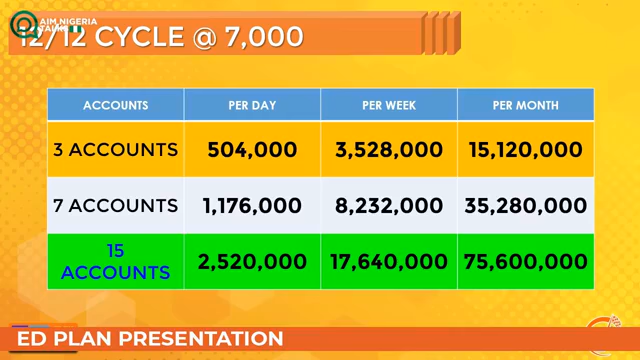 AIM NIGERIA
TALKS
12/12 CYCLE @ 7,000
ACCOUNTS PER DAY PER WEEK PER MONTH
3 ACCOUNTS 504,000 3,528,000 15,120,000
7 ACCOUNTS 1,176,000 8,232,000 35,280,000
15
ACCOUNTS 2,520,000 17,640,000 75,600,000
ED PLAN PRESENTATION